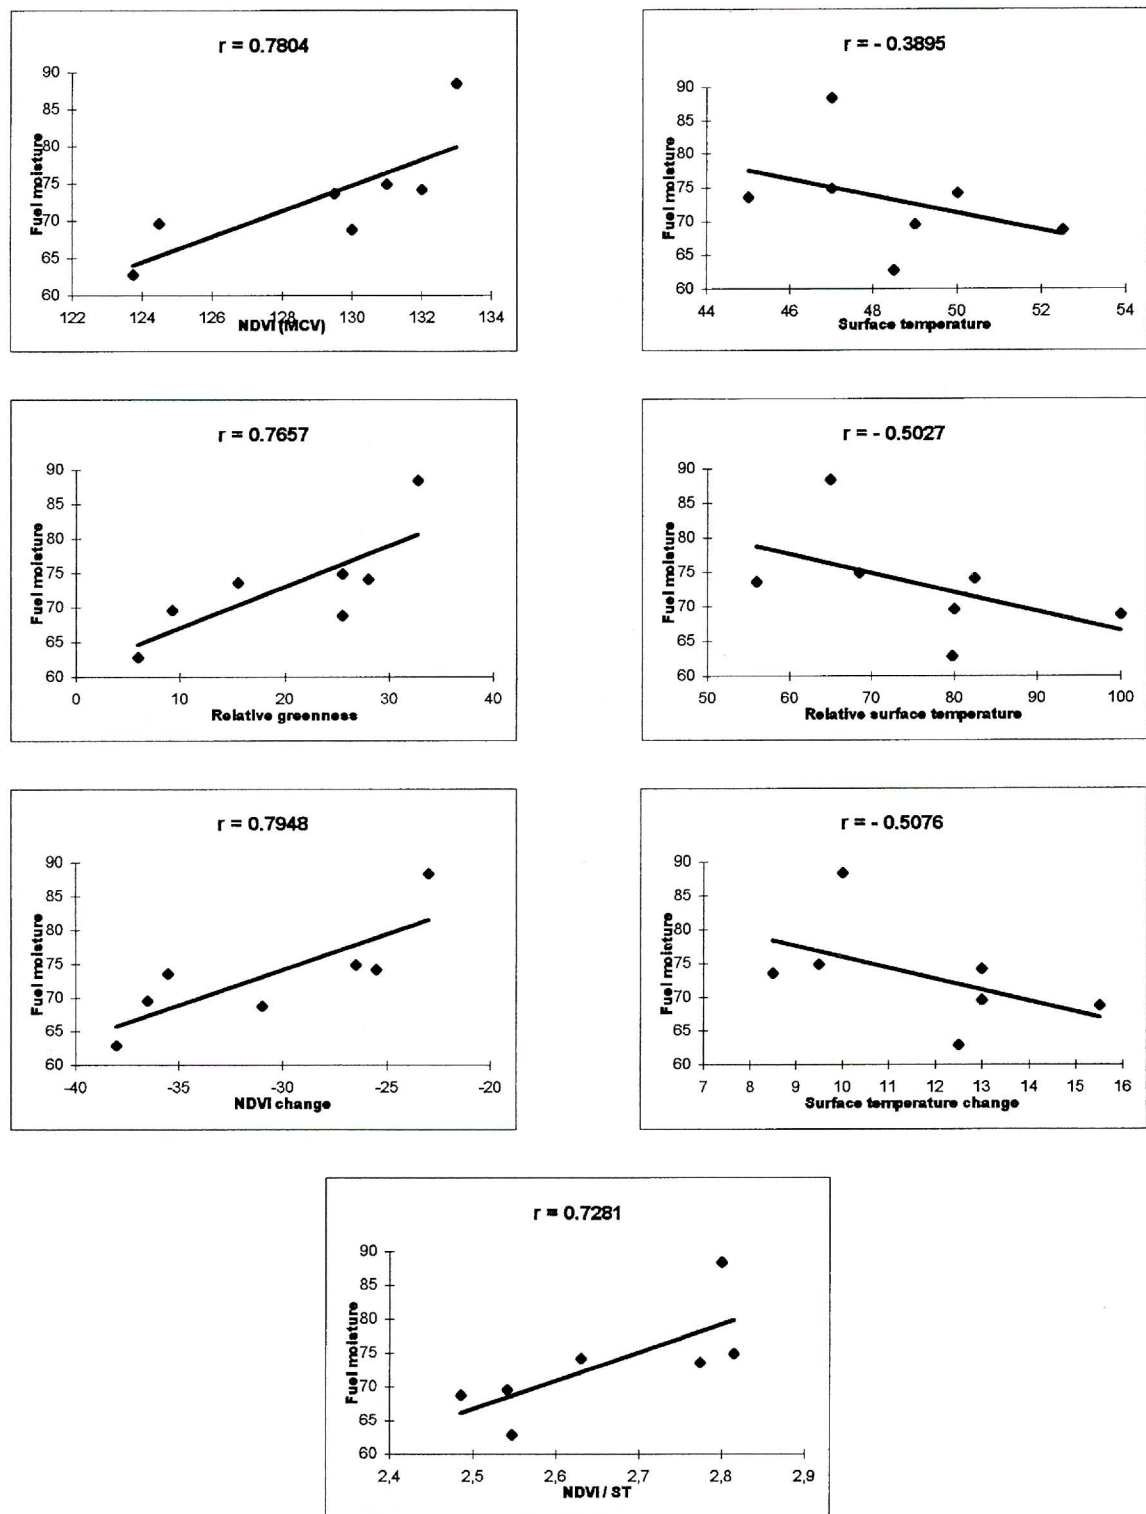 r = 0.7804
90
85
80
75
70
65
60
Fuel moisture
122 124 126 128 130 132 134
NDVI (MCV)
r = - 0.3895
90
85
80
75
70
65
60
Fuel moisture
44 46 48 50 52 54
Surface temperature
r = 0.7657
90
85
80
75
70
65
60
Fuel moisture
0 10 20 30 40
Relative greenness
r = - 0.5027
90
85
80
75
70
65
60
Fuel moisture
50 60 70 80 90 100
Relative surface temperature
r = 0.7948
90
85
80
75
70
65
60
Fuel moisture
-40 -35 -30 -25 -20
NDVI change
r = - 0.5076
90
85
80
75
70
65
60
Fuel moisture
7 8 9 10 11 12 13 14 15 16
Surface temperature change
r = 0.7281
90
85
80
75
70
65
60
Fuel moisture
2,4 2,5 2,6 2,7 2,8 2,9
NDVI / ST